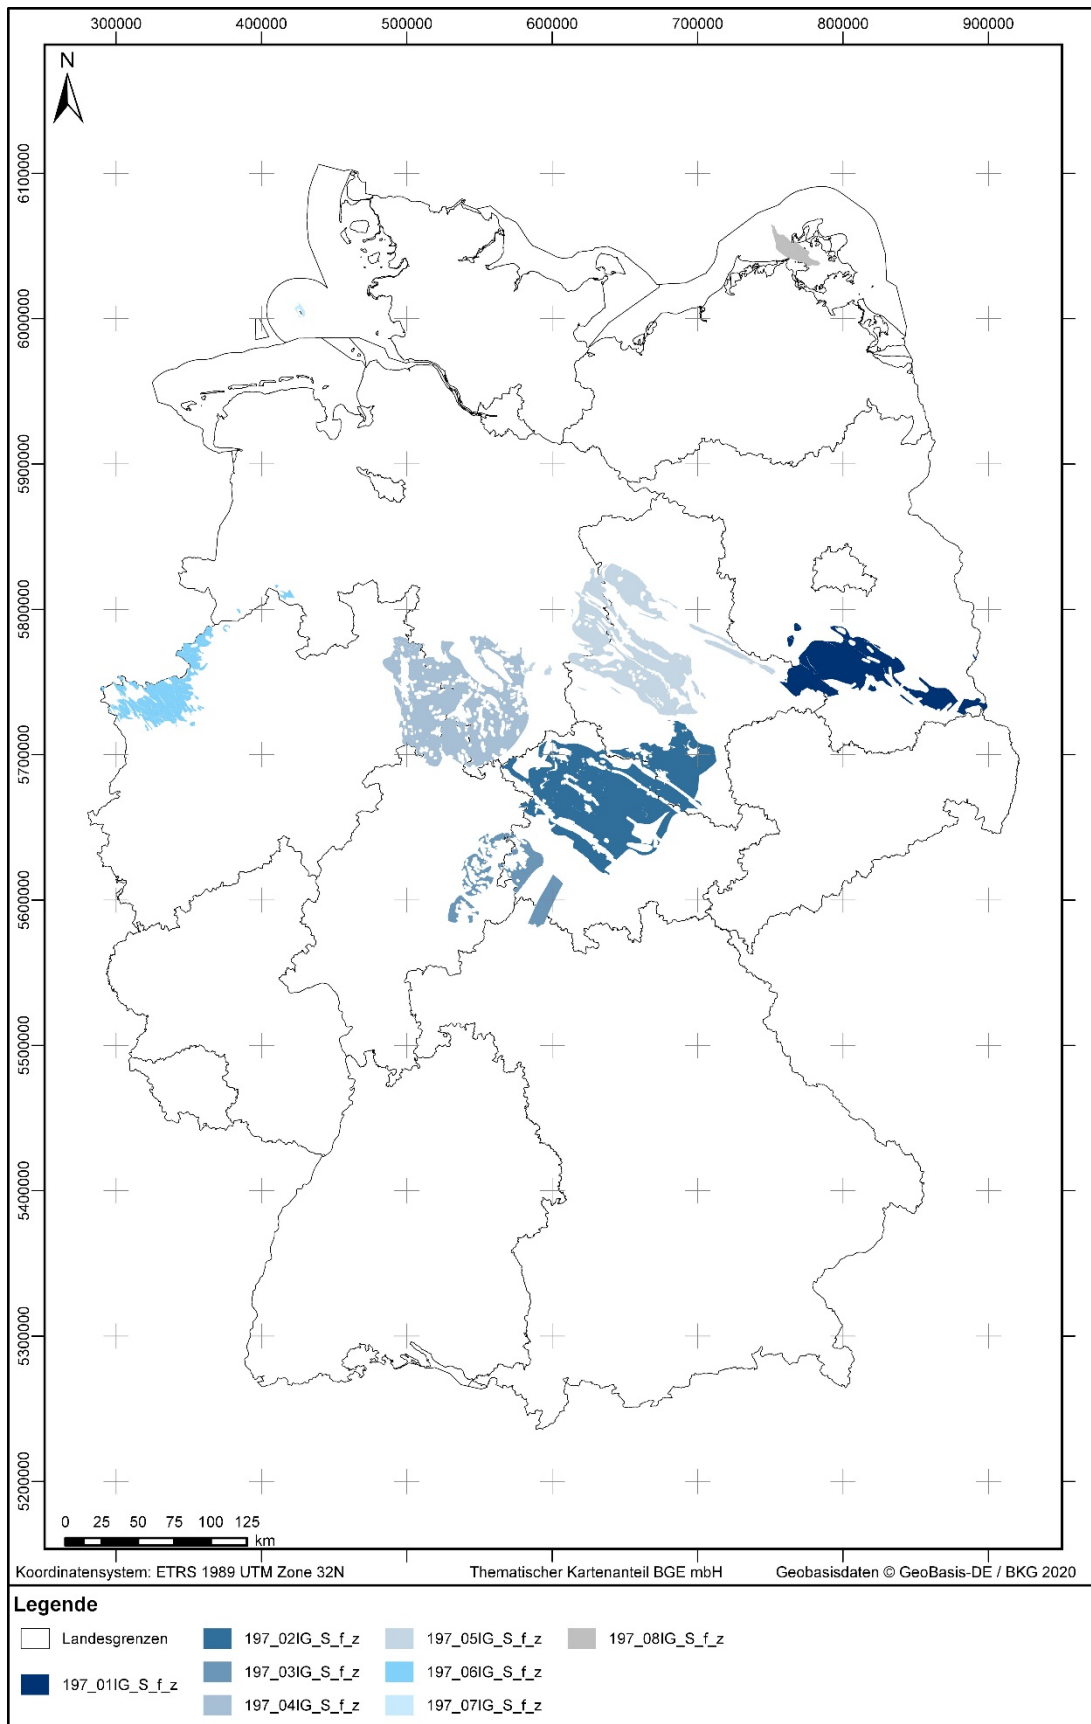 300000 400000 500000 600000 700000 800000 900000
N
6100000
6000000
5900000
5800000
5700000
5600000
5500000
5400000
5300000
5200000
0 25 50 75 100 125
km
Koordinatensystem: ETRS 1989 UTM Zone 32N Thematischer Kartenanteil BGE mbH Geobasisdaten © GeoBasis-DE / BKG 2020
Legende
Landesgrenzen 197_02IG_S_f_z 197_05IG_S_f_z 197_08IG_S_f_z
197_01IG_S_f_z 197_03IG_S_f_z 197_06IG_S_f_z
197_04IG_S_f_z 197_07IG_S_f_z